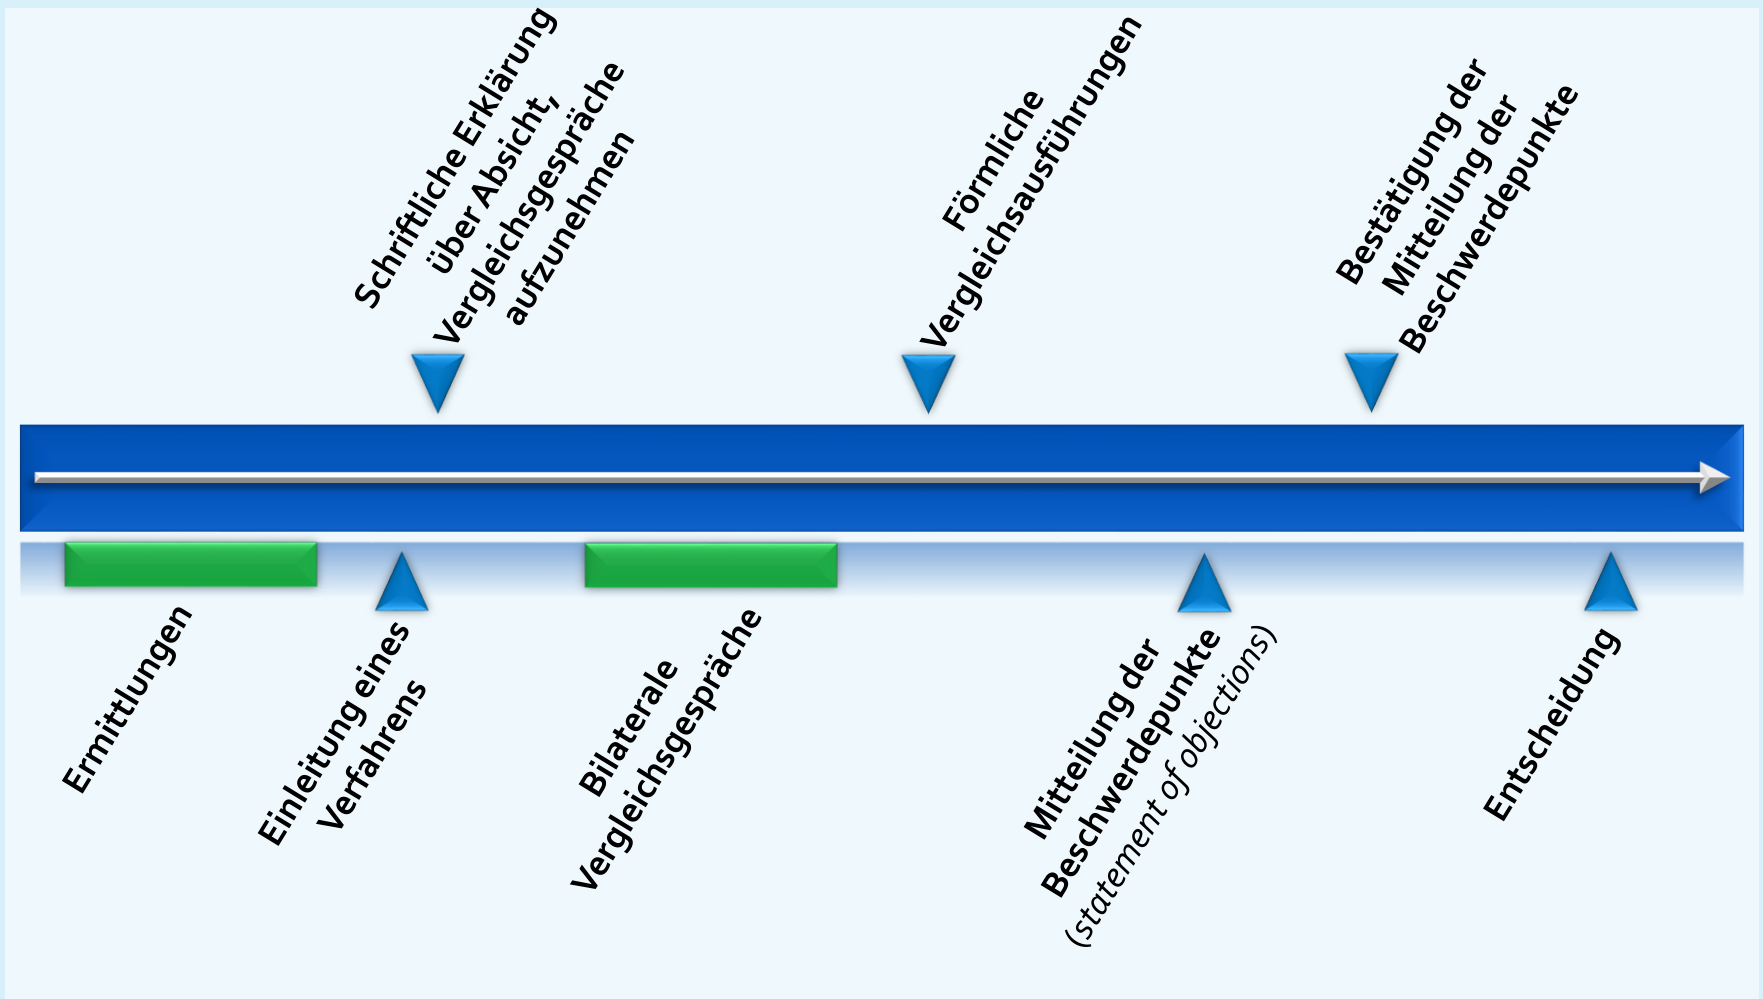 Schriftliche Erklärung
über Absicht,
Vergleichsgespräche
aufzunehmen
Förmliche
Vergleichsausführungen
Bestätigung der
Mitteilung der
Beschwerdepunkte
Ermittlungen
Einleitung eines
Verfahrens
Bilaterale
Vergleichsgespräche
Mitteilung der
Beschwerdepunkte
(statement of objections)
Entscheidung